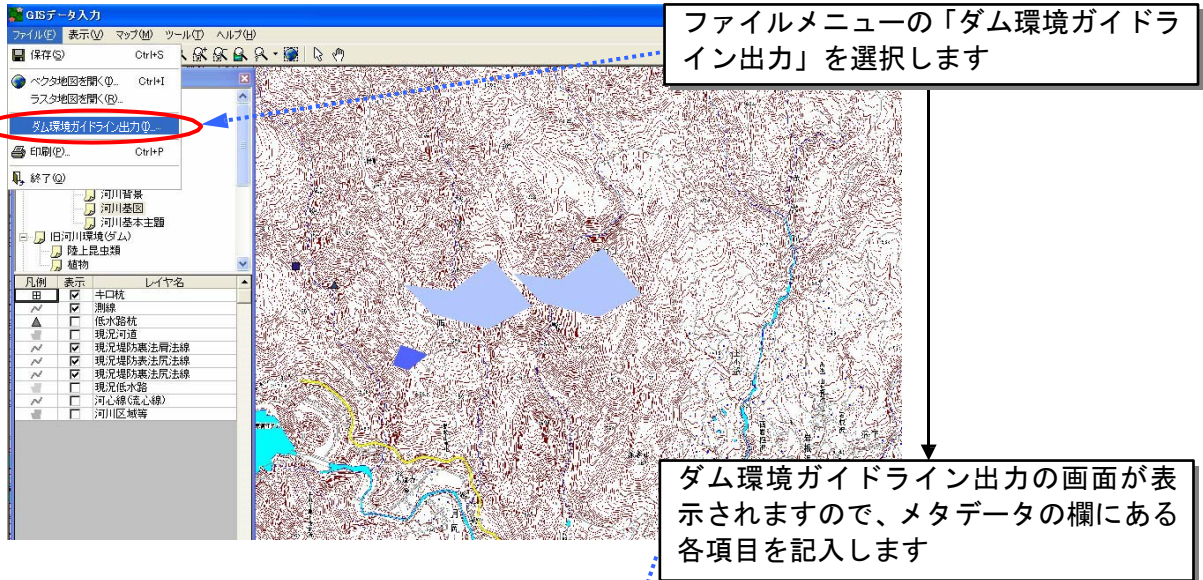 GISデータ入力
ファイル(F) 表示(V) マップ(M) ツール(T) ヘルプ(H)
ファイルメニューの「ダム環境ガイドラ
イン出力」を選択します
保存(S) Ctrl+S
ベクタ地図を開く(I)... Ctrl+I
ラスタ地図を開く(R)...
ダム環境ガイドライン出力(I)...
印刷(P)... Ctrl+P
終了(Q)
河川背景
河川基図
河川基本主題
旧河川環境(ダム)
陸上昆虫類
植物
凡例 表示 レイヤ名
キロ杭
測線
低水路杭
現況河道
現況堤防裏法肩法線
現況堤防表法尻法線
現況堤防裏法尻法線
現況低水路
河心線(流心線)
河川区域等
ダム環境ガイドライン出力の画面が表
示されますので、メタデータの欄にある
各項目を記入します